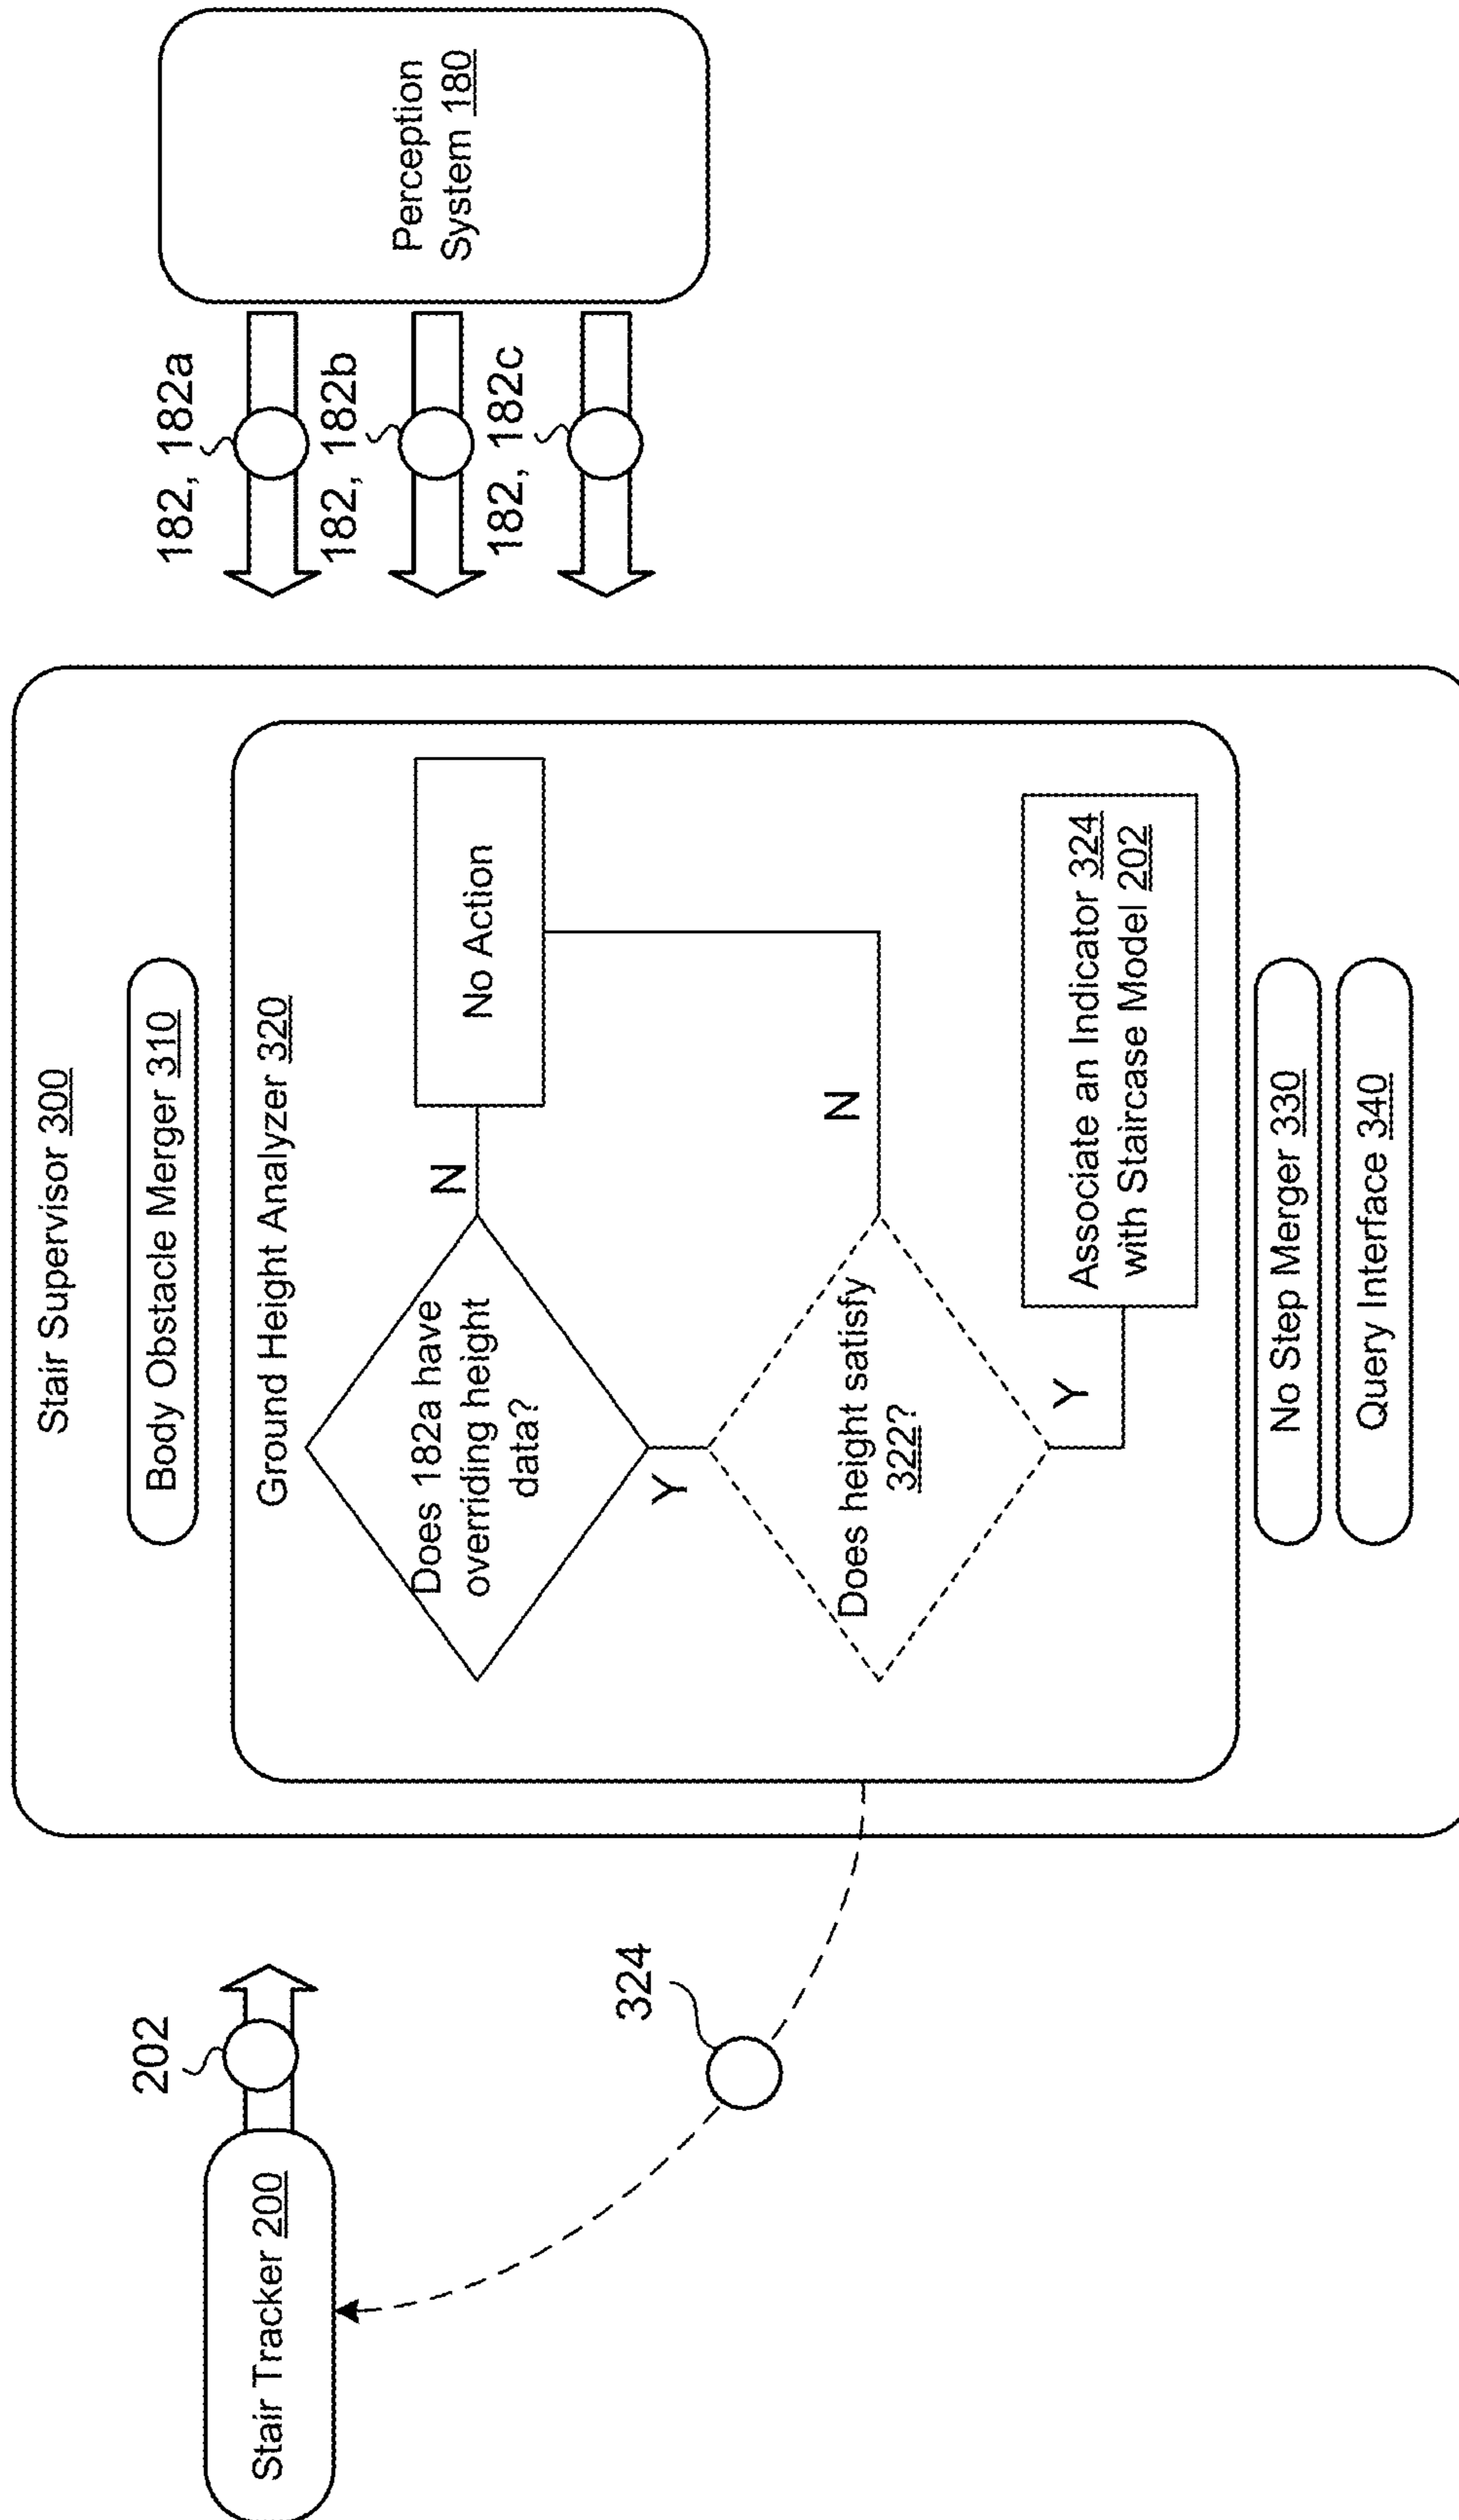 Stair Tracker 200
202
324
Stair Supervisor 300
Body Obstacle Merger 310
Ground Height Analyzer 320
Does 182a have
overriding height
data?
N
No Action
Y
Does height satisfy
322?
N
Y
Associate an Indicator 324
with Staircase Model 202
No Step Merger 330
Query Interface 340
182, 182a
182, 182b
182, 182c
Perception
System 180